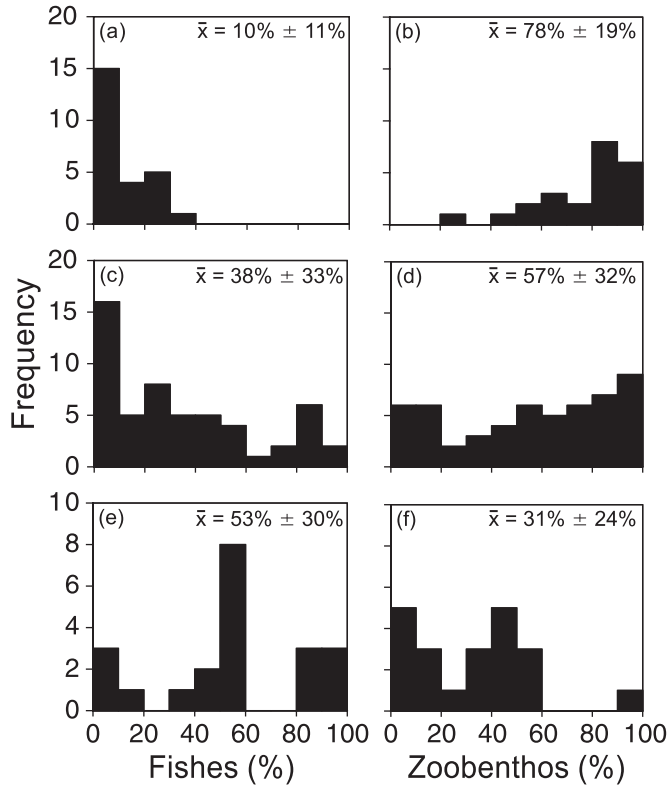 20
(a) x̄ = 10% ± 11%
15
10
5
0
(b) x̄ = 78% ± 19%
20
(c) x̄ = 38% ± 33%
15
10
5
0
(d) x̄ = 57% ± 32%
Frequency
10
(e) x̄ = 53% ± 30%
8
6
4
2
0
(f) x̄ = 31% ± 24%
0 20 40 60 80 100
0 20 40 60 80 100
Fishes (%)
Zoobenthos (%)